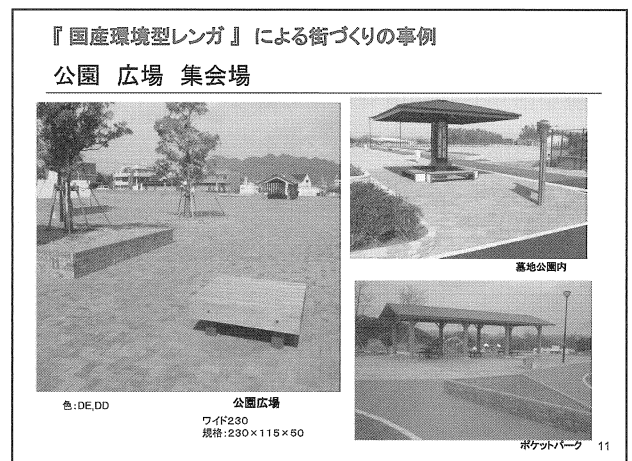 『 国産環境型レンガ 』 による街づくりの事例
公園 広場 集会場
墓地公園内
色:DE,DD
公園広場
ワイド230
規格:230×115×50
ポケットパーク
11